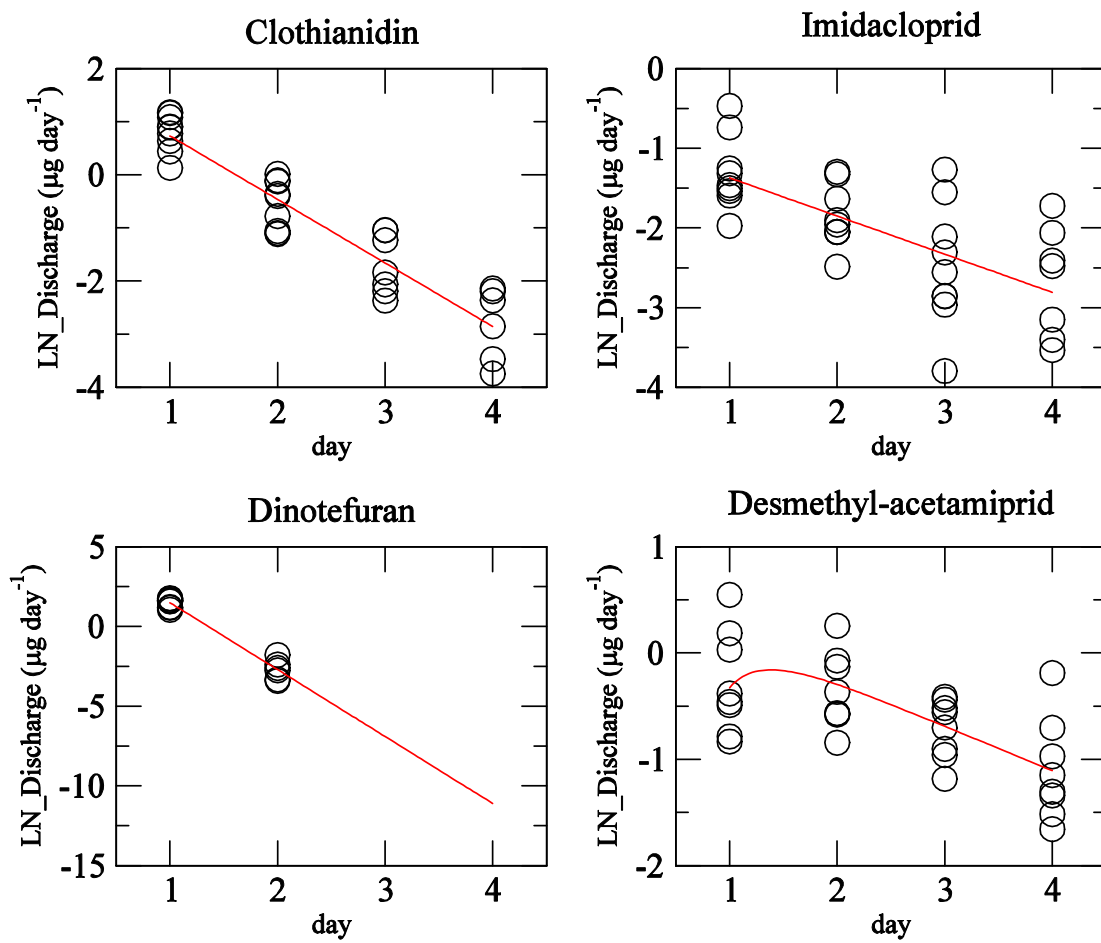 Clothianidin
LN_Discharge (μg day⁻¹)
2
0
-2
-4
1 2 3 4
day
Imidacloprid
LN_Discharge (μg day⁻¹)
0
-1
-2
-3
-4
1 2 3 4
day
Dinotefuran
LN_Discharge (μg day⁻¹)
5
0
-5
-10
-15
1 2 3 4
day
Desmethyl-acetamiprid
LN_Discharge (μg day⁻¹)
1
0
-1
-2
1 2 3 4
day